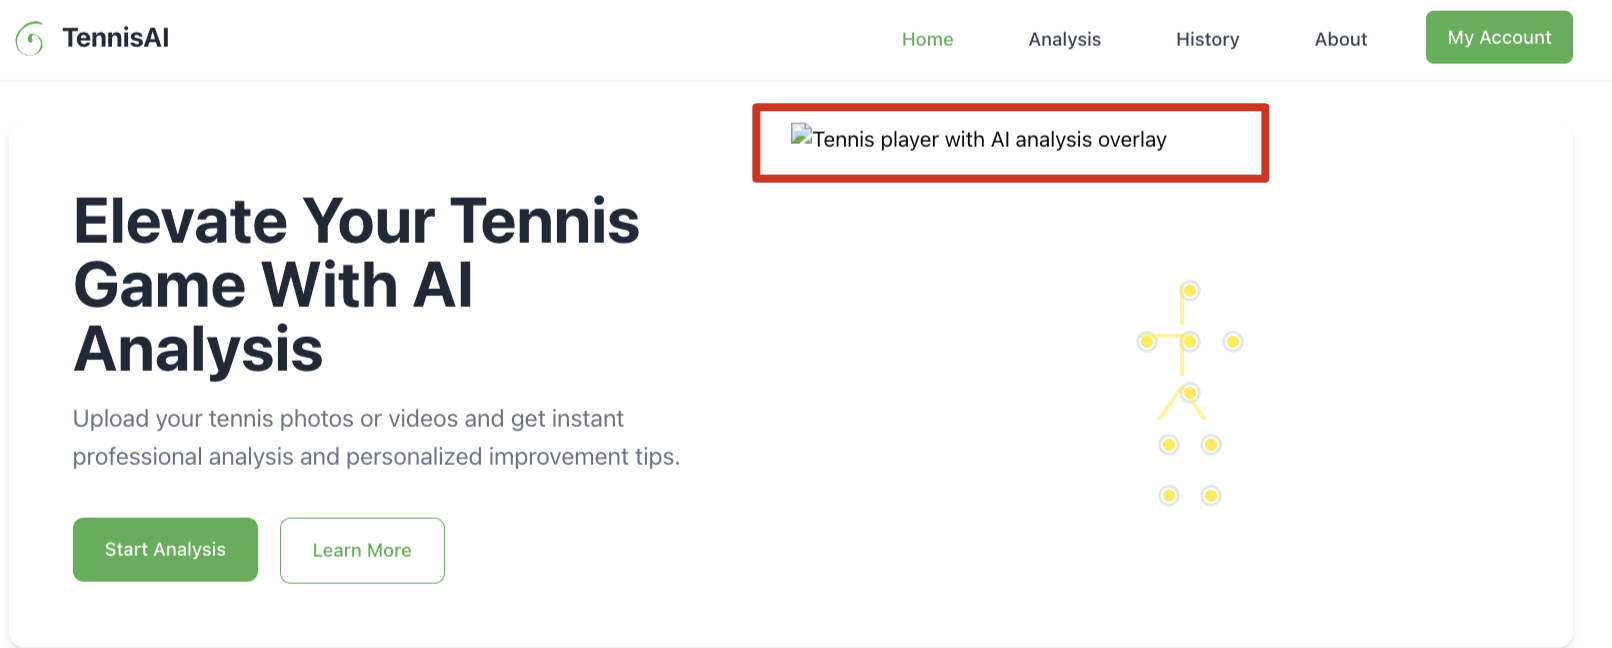 TennisAI
Home
Analysis
History
About
My Account
Tennis player with AI analysis overlay
Elevate Your Tennis
Game With AI
Analysis
Upload your tennis photos or videos and get instant
professional analysis and personalized improvement tips.
Start Analysis
Learn More